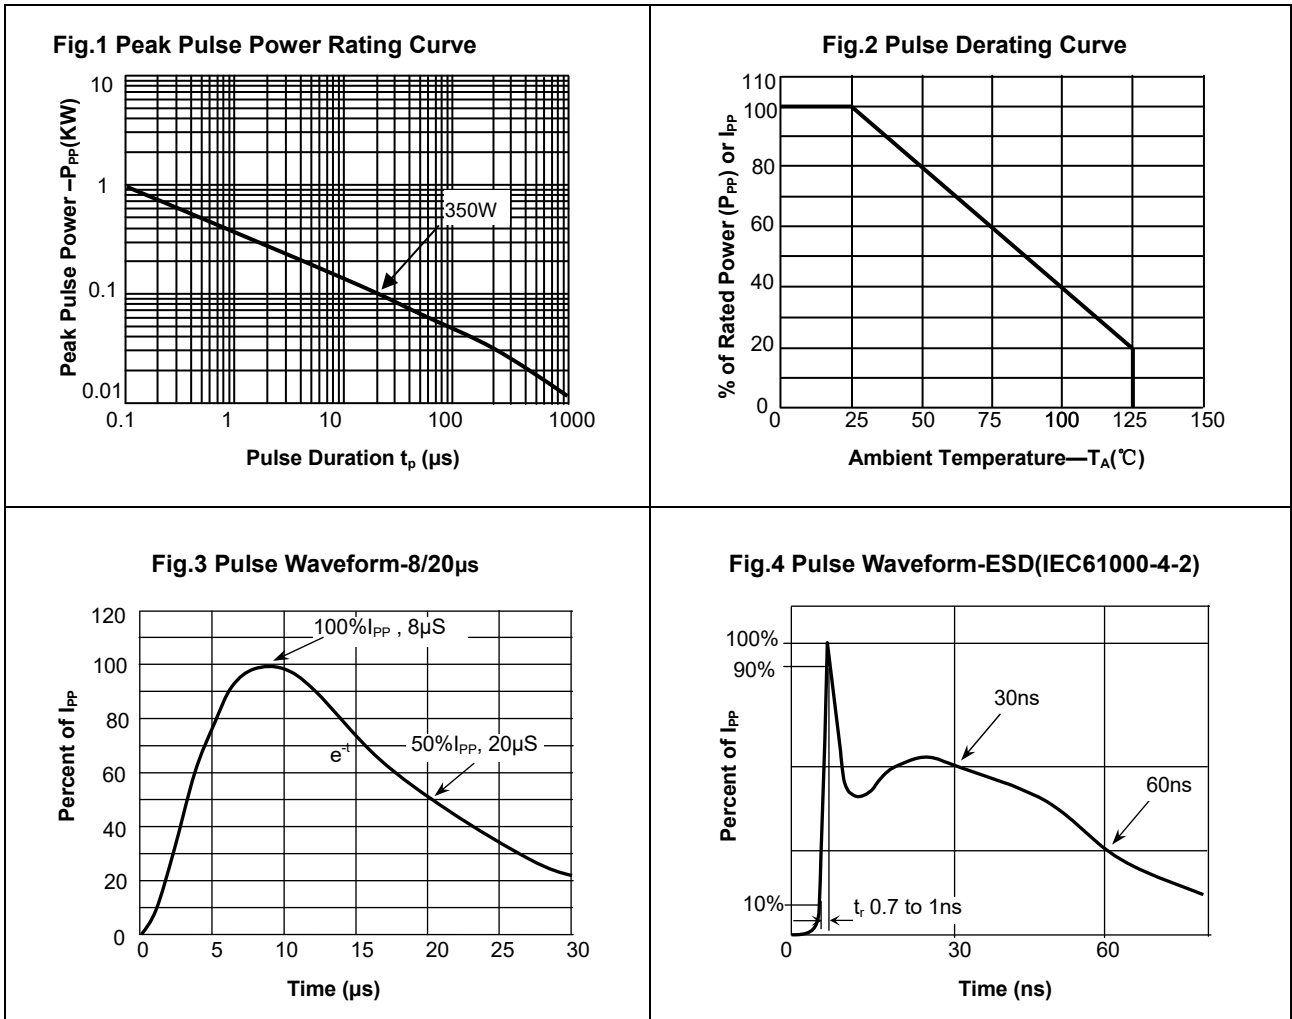 Fig.1 Peak Pulse Power Rating Curve
Peak Pulse Power –PPP(KW)
10
1
0.1
0.01
350W
0.1 1 10 100 1000
Pulse Duration tp (µs)
Fig.2 Pulse Derating Curve
% of Rated Power (PPP) or IPP
110
100
80
60
40
20
0
0 25 50 75 100 125 150
Ambient Temperature—TA(℃)
Fig.3 Pulse Waveform-8/20µs
Percent of IPP
120
100
80
60
40
20
0
100%IPP , 8µS
e-t
50%IPP, 20µS
0 5 10 15 20 25 30
Time (µs)
Fig.4 Pulse Waveform-ESD(IEC61000-4-2)
Percent of IPP
100%
90%
10%
30ns
60ns
tr 0.7 to 1ns
0 30 60
Time (ns)